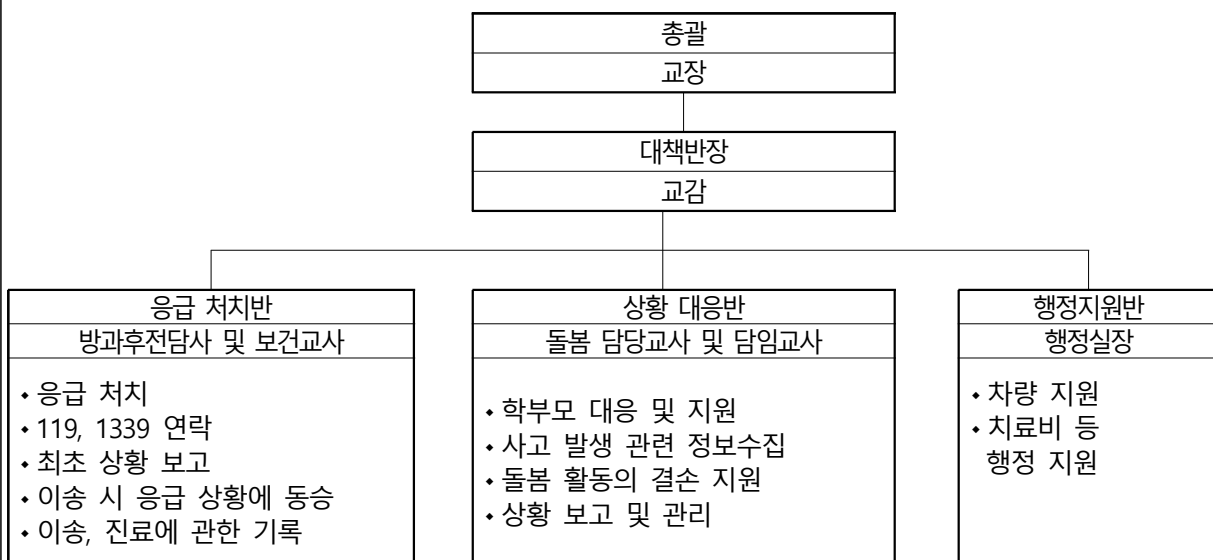 총괄
교장
대책반장
교감
응급 처치반
방과후전담사 및 보건교사
• 응급 처치
• 119, 1339 연락
• 최초 상황 보고
• 이송 시 응급 상황에 동승
• 이송, 진료에 관한 기록
상황 대응반
돌봄 담당교사 및 담임교사
• 학부모 대응 및 지원
• 사고 발생 관련 정보수집
• 돌봄 활동의 결손 지원
• 상황 보고 및 관리
행정지원반
행정실장
• 차량 지원
• 치료비 등
행정 지원